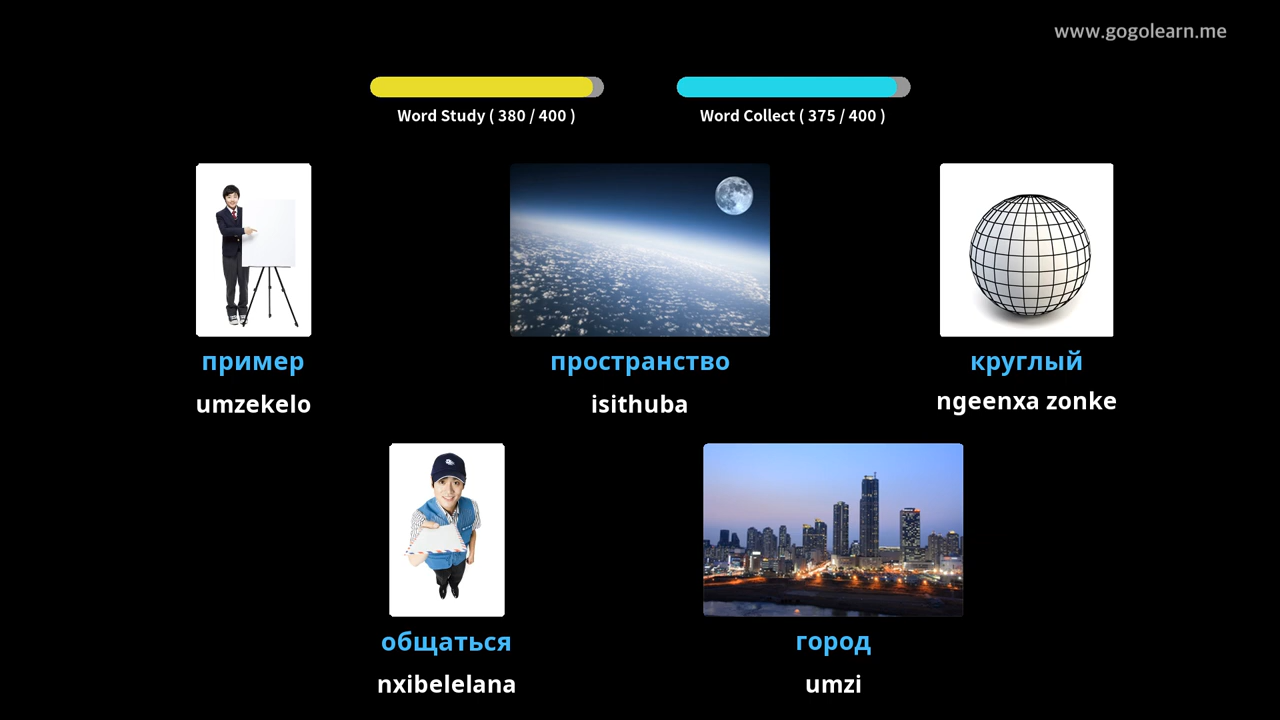 www.gogolearn.me
Word Study ( 380 / 400 )
Word Collect ( 375 / 400 )
пример
пространство
круглый
umzekelo
isithuba
ngeenxa zonke
общаться
город
nxibelelana
umzi